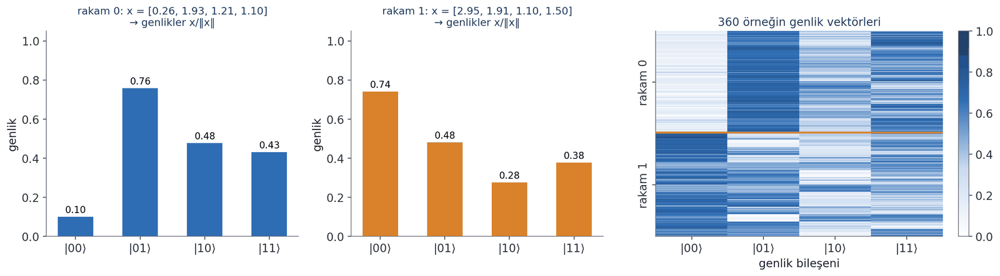 rakam 0: x = [0.26, 1.93, 1.21, 1.10]
→ genlikler x/‖x‖
genlik
1.0
0.8
0.6
0.4
0.2
0.0
0.10
0.76
0.48
0.43
|00⟩ |01⟩ |10⟩ |11⟩
rakam 1: x = [2.95, 1.91, 1.10, 1.50]
→ genlikler x/‖x‖
genlik
1.0
0.8
0.6
0.4
0.2
0.0
0.74
0.48
0.28
0.38
|00⟩ |01⟩ |10⟩ |11⟩
360 örneğin genlik vektörleri
rakam 0
rakam 1
|00⟩ |01⟩ |10⟩ |11⟩
genlik bileşeni
1.0
0.8
0.6
0.4
0.2
0.0